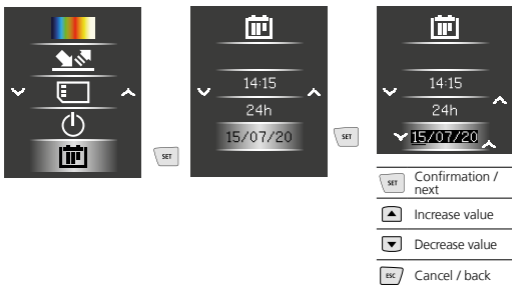 14:15
24h
15/07/20
SET
14:15
24h
15/07/20
SET
SET
Confirmation /
next
Increase value
Decrease value
ESC
Cancel / back